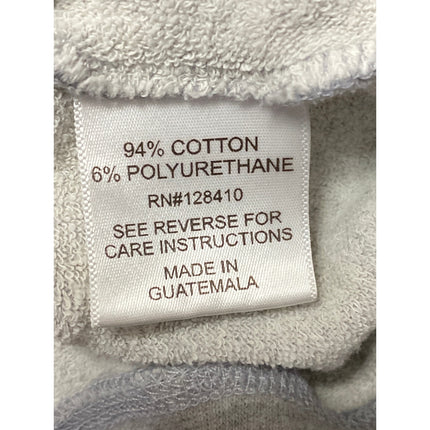 94% COTTON
6% POLYURETHANE
RN#128410
SEE REVERSE FOR
CARE INSTRUCTIONS
MADE IN
GUATEMALA